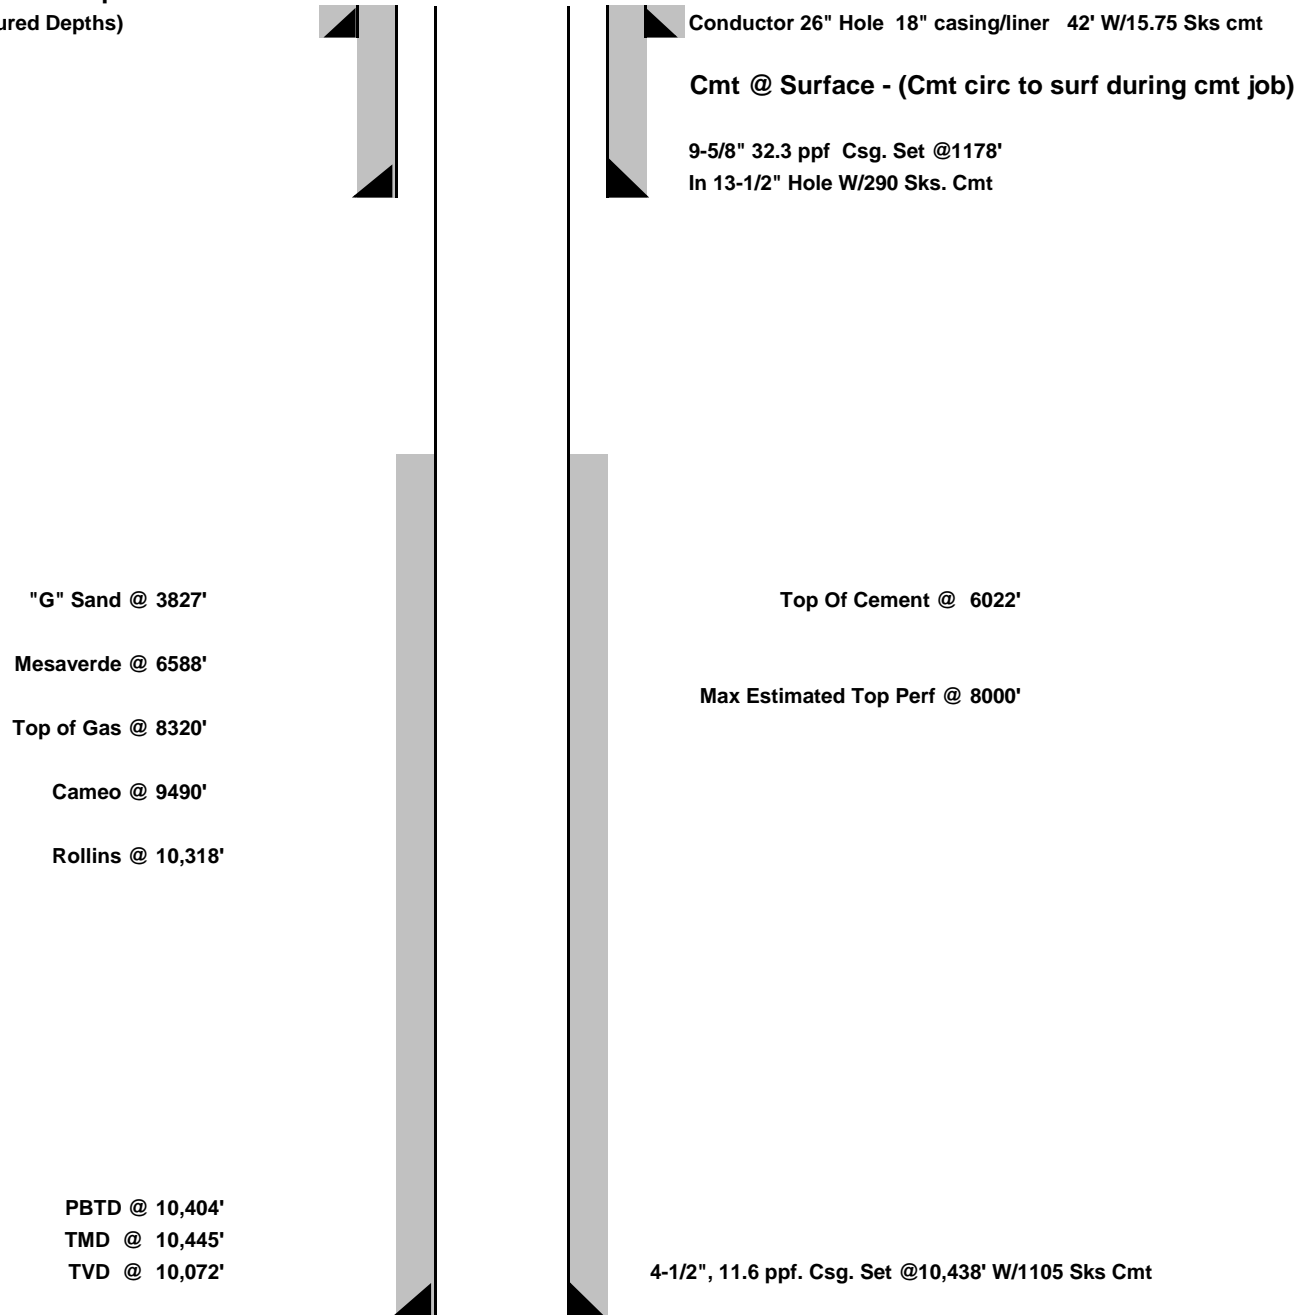 ured Depths)
Conductor 26" Hole 18" casing/liner 42' W/15.75 Sks cmt
Cmt @ Surface - (Cmt circ to surf during cmt job)
9-5/8" 32.3 ppf Csg. Set @1178'
In 13-1/2" Hole W/290 Sks. Cmt
"G" Sand @ 3827'
Top Of Cement @ 6022'
Mesaverde @ 6588'
Max Estimated Top Perf @ 8000'
Top of Gas @ 8320'
Cameo @ 9490'
Rollins @ 10,318'
PBTD @ 10,404'
TMD @ 10,445'
TVD @ 10,072'
4-1/2", 11.6 ppf. Csg. Set @10,438' W/1105 Sks Cmt